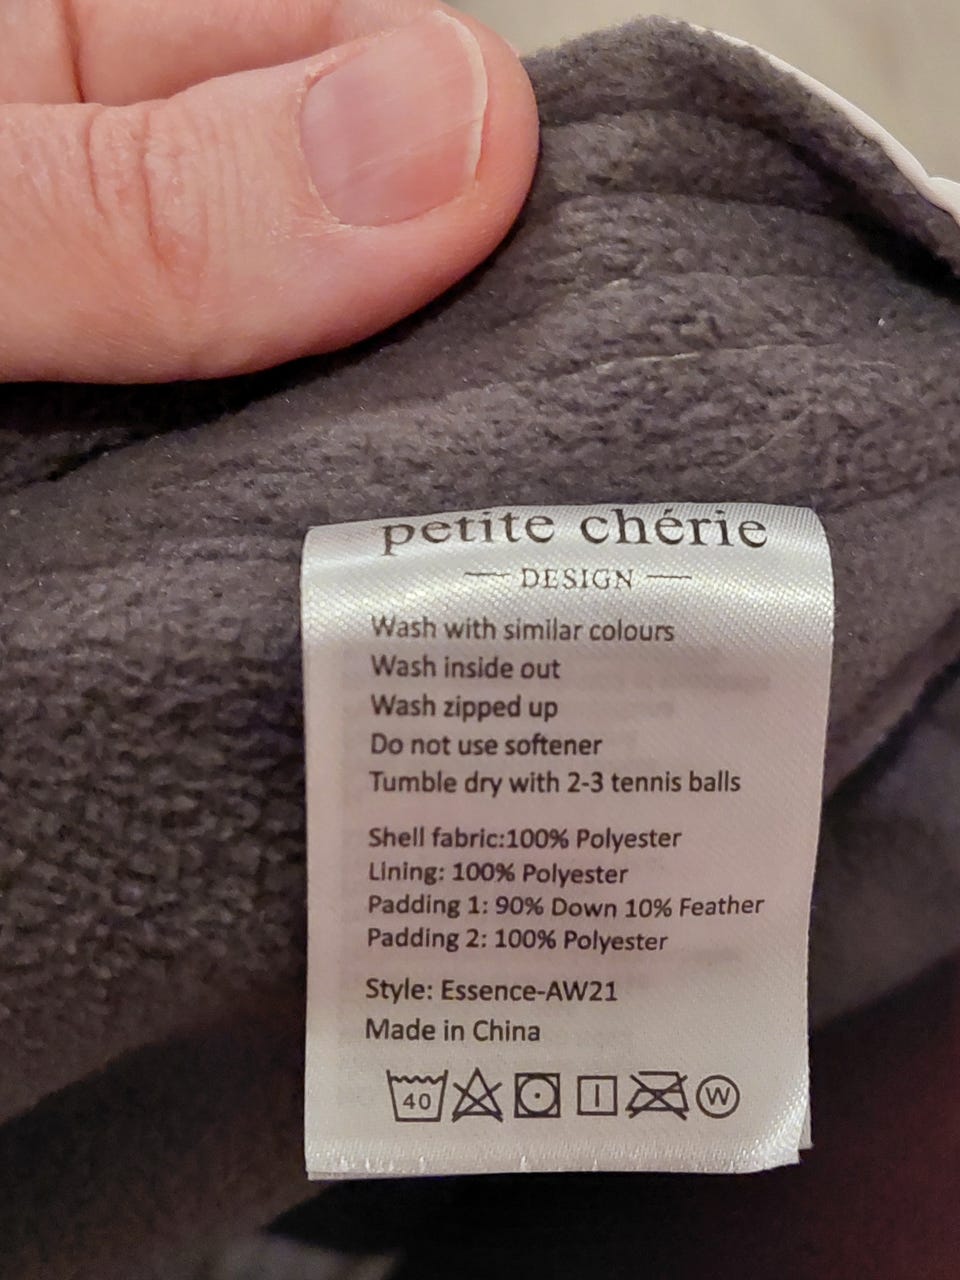 petite chérie
DESIGN
Wash with similar colours
Wash inside out
Wash zipped up
Do not use softener
Tumble dry with 2-3 tennis balls
Shell fabric:100% Polyester
Lining: 100% Polyester
Padding 1: 90% Down 10% Feather
Padding 2: 100% Polyester
Style: Essence-AW21
Made in China
40 W